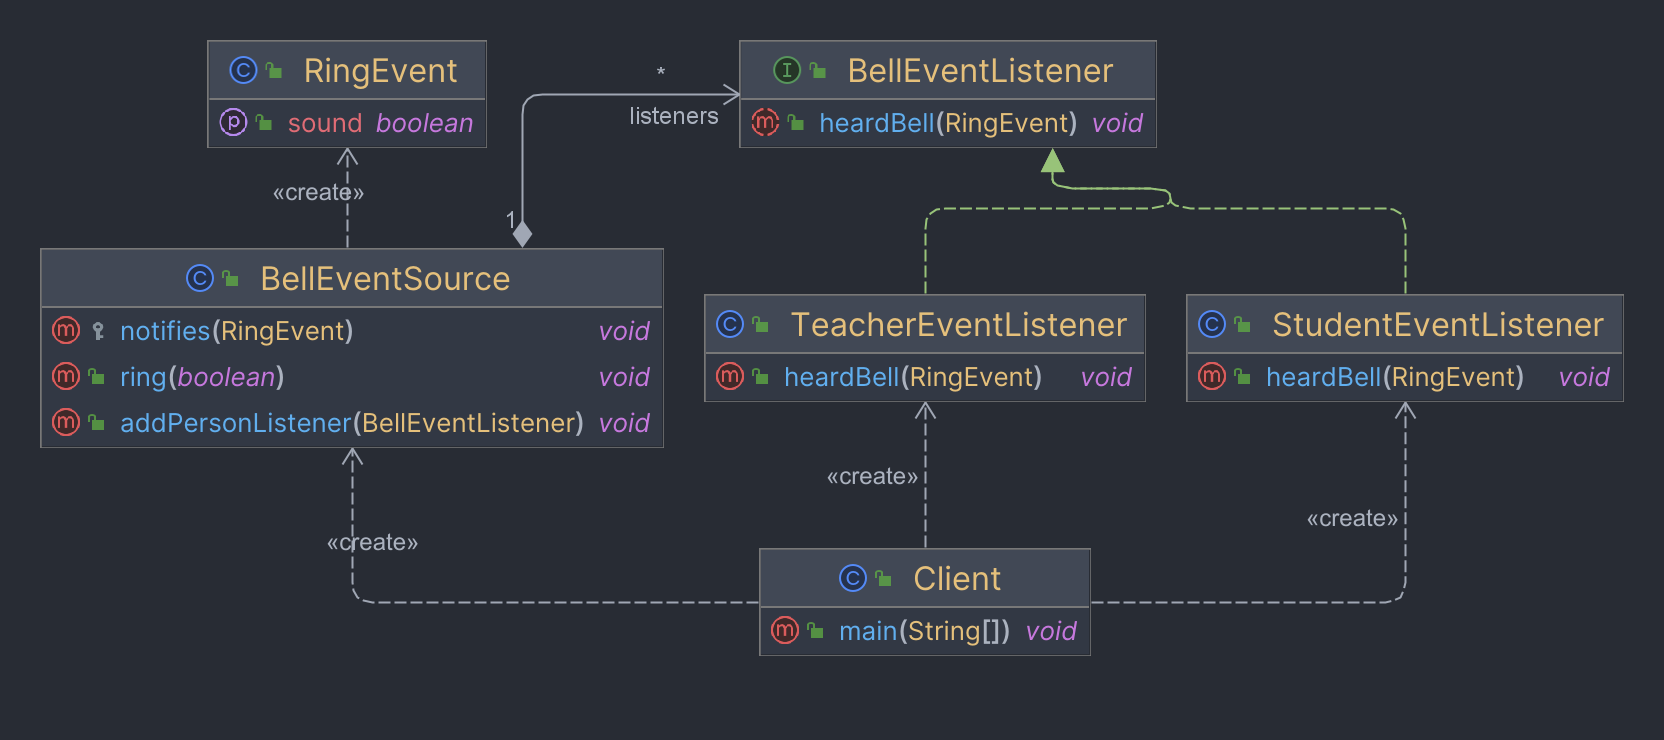 C RingEvent
p sound boolean
*
listeners
I BellEventListener
m heardBell(RingEvent) void
«create»
1
C BellEventSource
m notifies(RingEvent) void
m ring(boolean) void
m addPersonListener(BellEventListener) void
C TeacherEventListener
m heardBell(RingEvent) void
C StudentEventListener
m heardBell(RingEvent) void
«create»
«create»
«create»
C Client
m main(String[]) void